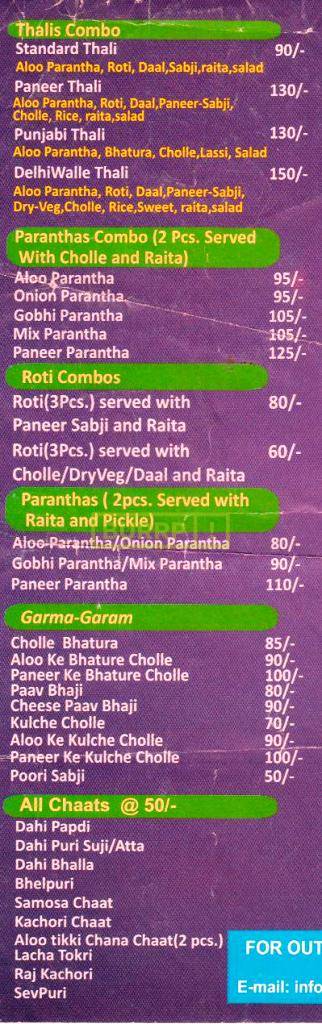 Thalis Combo
Standard Thali 90/-
Aloo Parantha, Roti, Daal,Sabji,raita,salad
Paneer Thali 130/-
Aloo Parantha, Roti, Daal,Paneer-Sabji,
Cholle, Rice, raita,salad
Punjabi Thali 130/-
Aloo Parantha, Bhatura, Cholle,Lassi, Salad
DelhiWalle Thali 150/-
Aloo Parantha, Roti, Daal,Paneer-Sabji,
Dry-Veg,Cholle, Rice,Sweet, raita,salad
Paranthas Combo (2 Pcs. Served
With Cholle and Raita)
Aloo Parantha 95/-
Onion Parantha 95/-
Gobhi Parantha 105/-
Mix Parantha 105/-
Paneer Parantha 125/-
Roti Combos
Roti(3Pcs.) served with 80/-
Paneer Sabji and Raita
Roti(3Pcs.) served with 60/-
Cholle/DryVeg/Daal and Raita
Paranthas ( 2pcs. Served with
Raita and Pickle)
Aloo Parantha/Onion Parantha 80/-
Gobhi Parantha/Mix Parantha 90/-
Paneer Parantha 110/-
Garma-Garam
Cholle Bhatura 85/-
Aloo Ke Bhature Cholle 90/-
Paneer Ke Bhature Cholle 100/-
Paav Bhaji 80/-
Cheese Paav Bhaji 90/-
Kulche Cholle 70/-
Aloo Ke Kulche Cholle 90/-
Paneer Ke Kulche Cholle 100/-
Poori Sabji 50/-
All Chaats @ 50/-
Dahi Papdi
Dahi Puri Suji/Atta
Dahi Bhalla
Bhelpuri
Samosa Chaat
Kachori Chaat
Aloo tikki Chana Chaat(2 pcs.)
Lacha Tokri
Raj Kachori
SevPuri
FOR OUT
E-mail: info